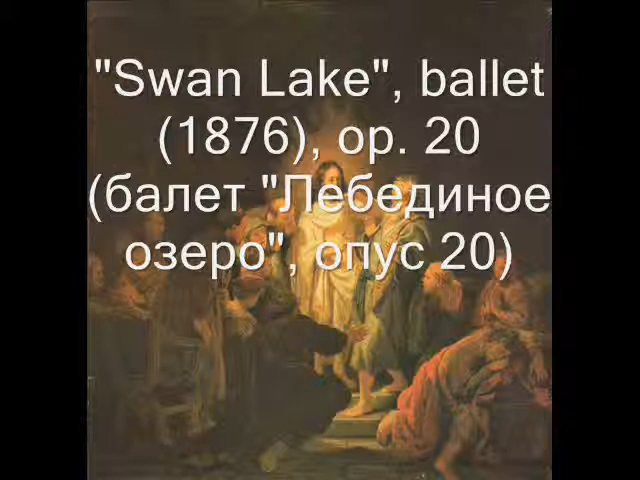 "Swan Lake", ballet
(1876), op. 20
(балет "Лебединое
озеро", опус 20)